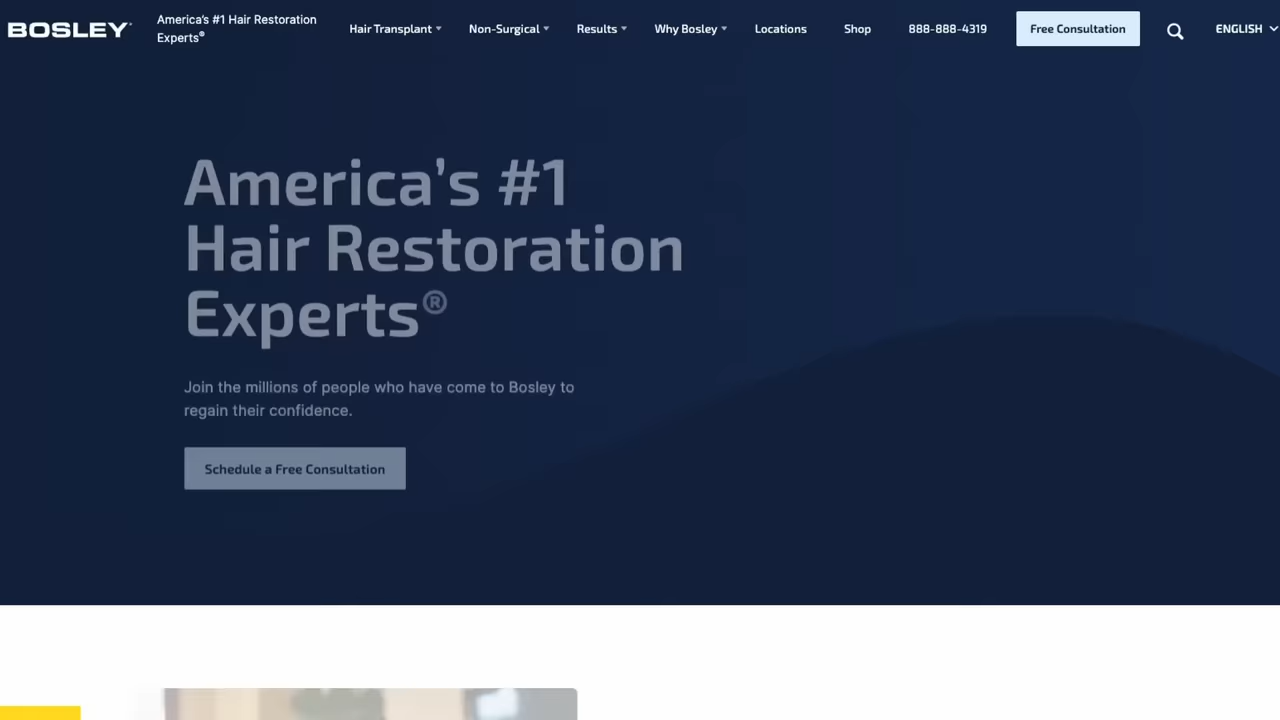 BOSLEY
America's #1 Hair Restoration
Experts®
Hair Transplant
Non-Surgical
Results
Why Bosley
Locations
Shop
888-888-4319
Free Consultation
ENGLISH
America’s #1
Hair Restoration
Experts®
Join the millions of people who have come to Bosley to
regain their confidence.
Schedule a Free Consultation